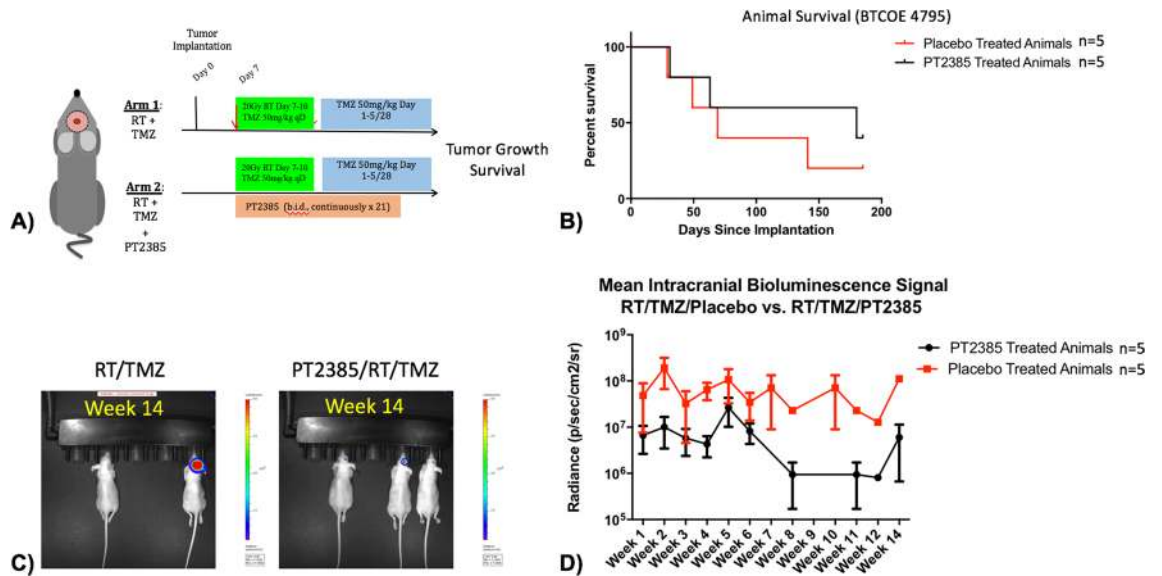 Tumor
Implantation
Day 0
Day 7
Arm 1:
RT +
TMZ
20Gy RT Day 7-10
TMZ 50mg/kg qD
TMZ 50mg/kg Day
1-5/28
Arm 2:
RT +
TMZ
+
PT2385
20Gy RT Day 7-10
TMZ 50mg/kg qD
TMZ 50mg/kg Day
1-5/28
PT2385 (b.i.d., continuously x 21)
Tumor Growth
Survival
A)
Animal Survival (BTCOE 4795)
Placebo Treated Animals n=5
PT2385 Treated Animals n=5
Percent survival
100
50
0
0 50 100 150 200
Days Since Implantation
B)
RT/TMZ
Week 14
PT2385/RT/TMZ
Week 14
C)
Mean Intracranial Bioluminescence Signal
RT/TMZ/Placebo vs. RT/TMZ/PT2385
PT2385 Treated Animals n=5
Placebo Treated Animals n=5
Radiance (p/sec/cm2/sr)
10⁹
10⁸
10⁷
10⁶
10⁵
Week 1
Week 2
Week 3
Week 4
Week 5
Week 6
Week 7
Week 8
Week 9
Week 10
Week 11
Week 12
Week 14
D)